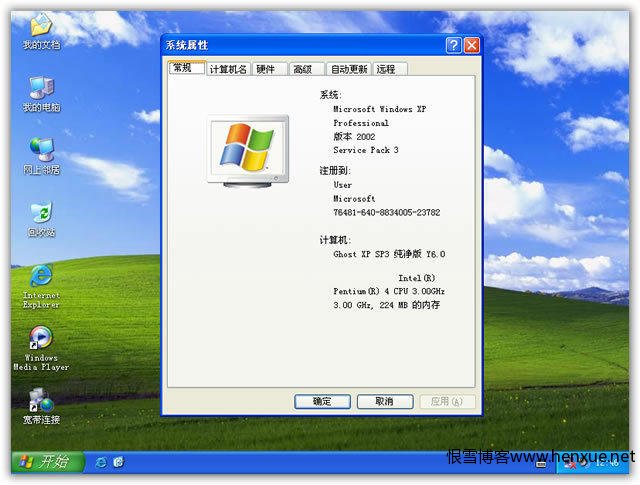 我的文档
我的电脑
网上邻居
回收站
Internet
Explorer
Windows
Media Player
宽带连接
系统属性
常规
计算机名
硬件
高级
自动更新
远程
系统:
Microsoft Windows XP
Professional
版本 2002
Service Pack 3
注册到:
User
Microsoft
76481-640-8834005-23782
计算机:
Ghost XP SP3 纯净版 Y6.0
Intel(R)
Pentium(R) 4 CPU 3.00GHz
3.00 GHz, 224 MB 的内存
确定
取消
应用(A)
开始
恨雪博客www.henxue.net
12:46